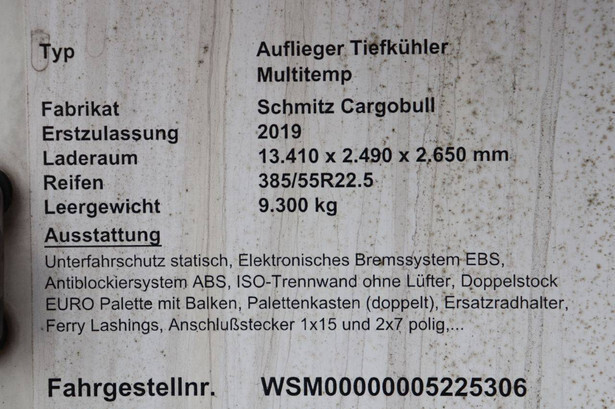 Typ Auflieger Tiefkühler
Multitemp
Fabrikat Schmitz Cargobull
Erstzulassung 2019
Laderaum 13.410 x 2.490 x 2.650 mm
Reifen 385/55R22.5
Leergewicht 9.300 kg
Ausstattung
Unterfahrschutz statisch, Elektronisches Bremssystem EBS,
Antiblockiersystem ABS, ISO-Trennwand ohne Lüfter, Doppelstock
EURO Palette mit Balken, Palettenkasten (doppelt), Ersatzradhalter,
Ferry Lashings, Anschlußstecker 1x15 und 2x7 polig,...
Fahrgestellnr. WSM00000005225306